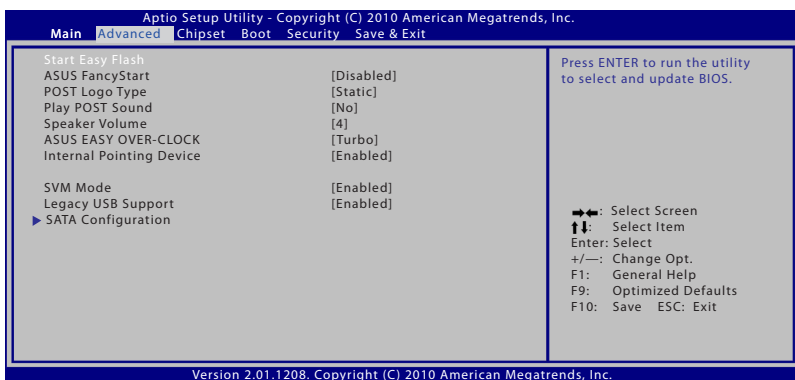 Aptio Setup Utility - Copyright (C) 2010 American Megatrends, Inc.
Main Advanced Chipset Boot Security Save & Exit
Start Easy Flash
ASUS FancyStart [Disabled]
POST Logo Type [Static]
Play POST Sound [No]
Speaker Volume [4]
ASUS EASY OVER-CLOCK [Turbo]
Internal Pointing Device [Enabled]
SVM Mode [Enabled]
Legacy USB Support [Enabled]
SATA Configuration
Press ENTER to run the utility
to select and update BIOS.
→←: Select Screen
↑↓: Select Item
Enter: Select
+/—: Change Opt.
F1: General Help
F9: Optimized Defaults
F10: Save ESC: Exit
Version 2.01.1208. Copyright (C) 2010 American Megatrends, Inc.